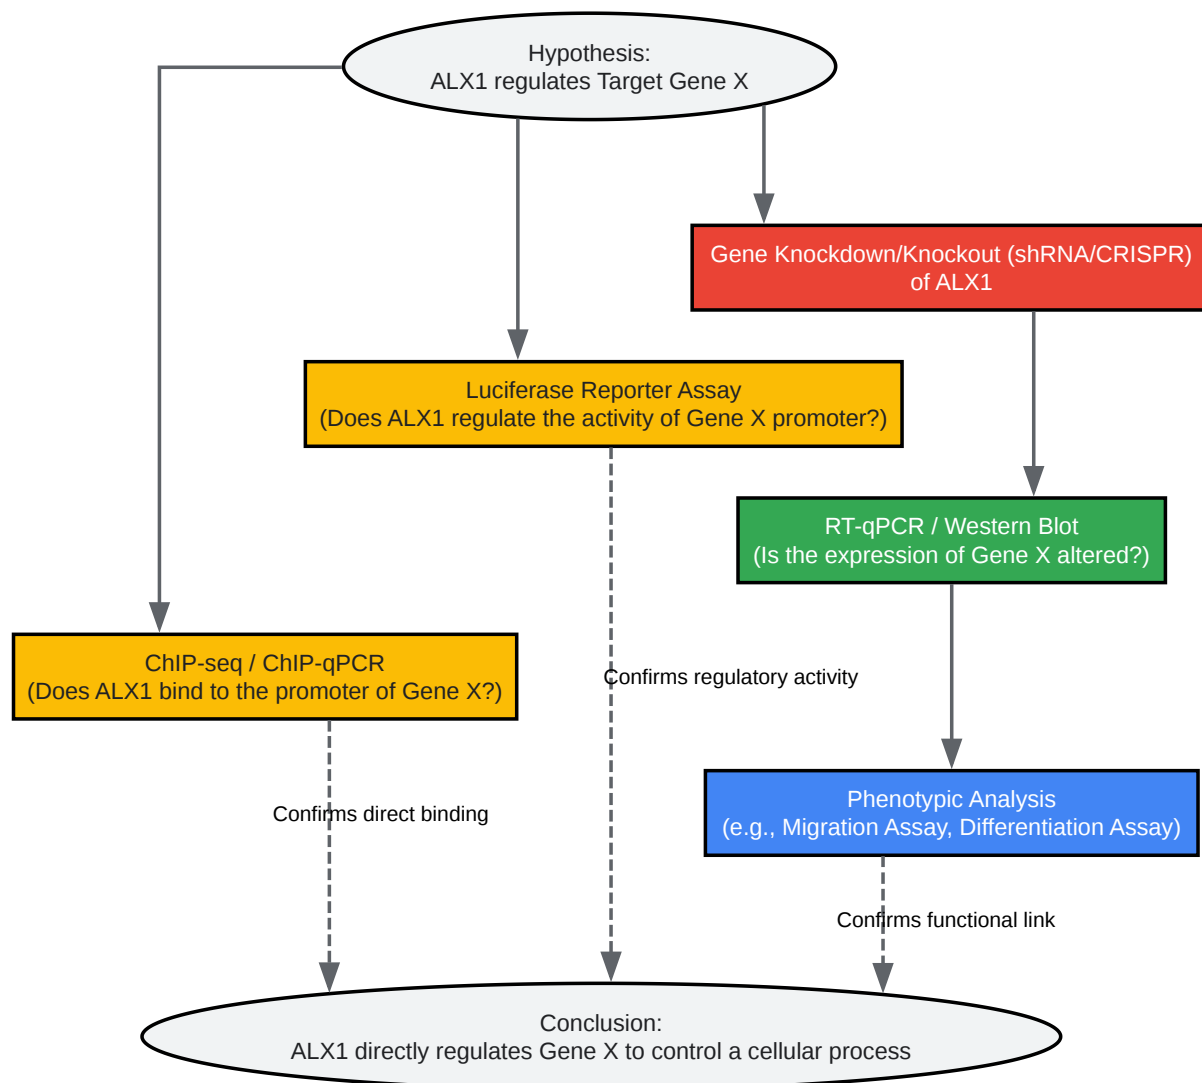 Hypothesis:
ALX1 regulates Target Gene X
Gene Knockdown/Knockout (shRNA/CRISPR)
of ALX1
Luciferase Reporter Assay
(Does ALX1 regulate the activity of Gene X promoter?)
RT-qPCR / Western Blot
(Is the expression of Gene X altered?)
ChIP-seq / ChIP-qPCR
(Does ALX1 bind to the promoter of Gene X?)
Confirms regulatory activity
Phenotypic Analysis
(e.g., Migration Assay, Differentiation Assay)
Confirms direct binding
Confirms functional link
Conclusion:
ALX1 directly regulates Gene X to control a cellular process